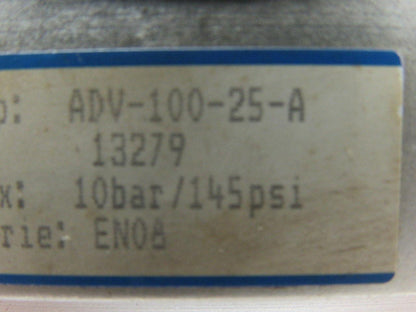 o: ADV-100-25-A
13279
x: 10bar/145psi
rie: EN08